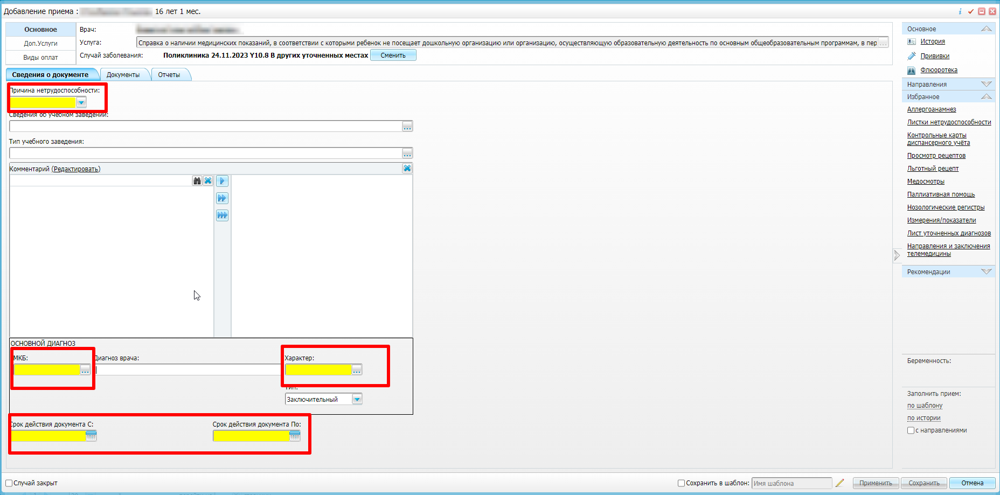 Добавление приема : 16 лет 1 мес.
Основное
Доп.Услуги
Виды оплат
Врач:
Услуга: Справка о наличии медицинских показаний, в соответствии с которыми ребенок не посещает дошкольную организацию или организацию, осуществляющую образовательную деятельность по основным общеобразовательным программам, в пер ...
Случай заболевания: Поликлиника 24.11.2023 Y10.8 В других уточненных местах Сменить
Сведения о документе Документы Отчеты
Причина нетрудоспособности:
Сведения об учебном заведении:
Тип учебного заведения:
Комментарий (Редактировать)
ОСНОВНОЙ ДИАГНОЗ
МКБ: Диагноз врача: Характер:
Тип:
Заключительный
Срок действия документа С: Срок действия документа По:
Основное
История
Прививки
Флюоротека
Направления
Избранное
Аллергоанамнез
Листки нетрудоспособности
Контрольные карты
диспансерного учёта
Просмотр рецептов
Льготный рецепт
Медосмотры
Паллиативная помощь
Нозологические регистры
Измерения/показатели
Лист уточненных диагнозов
Направления и заключения
телемедицины
Рекомендации
Беременность:
Заполнить прием:
по шаблону
по истории
с направлениями
Случай закрыт Сохранить в шаблон: Имя шаблона Применить Сохранить Отмена